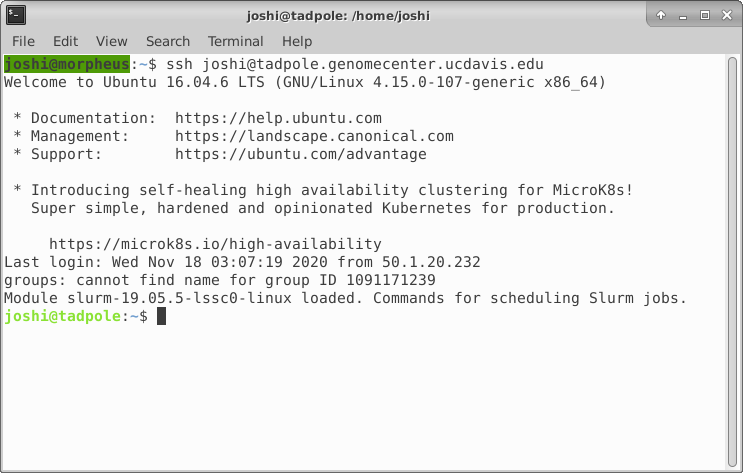 joshi@tadpole: /home/joshi
File Edit View Search Terminal Help
joshi@morpheus:~$ ssh joshi@tadpole.genomecenter.ucdavis.edu
Welcome to Ubuntu 16.04.6 LTS (GNU/Linux 4.15.0-107-generic x86_64)
* Documentation:  https://help.ubuntu.com
* Management:     https://landscape.canonical.com
* Support:        https://ubuntu.com/advantage
* Introducing self-healing high availability clustering for MicroK8s!
Super simple, hardened and opinionated Kubernetes for production.
https://microk8s.io/high-availability
Last login: Wed Nov 18 03:07:19 2020 from 50.1.20.232
groups: cannot find name for group ID 1091171239
Module slurm-19.05.5-lssc0-linux loaded. Commands for scheduling Slurm jobs.
joshi@tadpole:~$